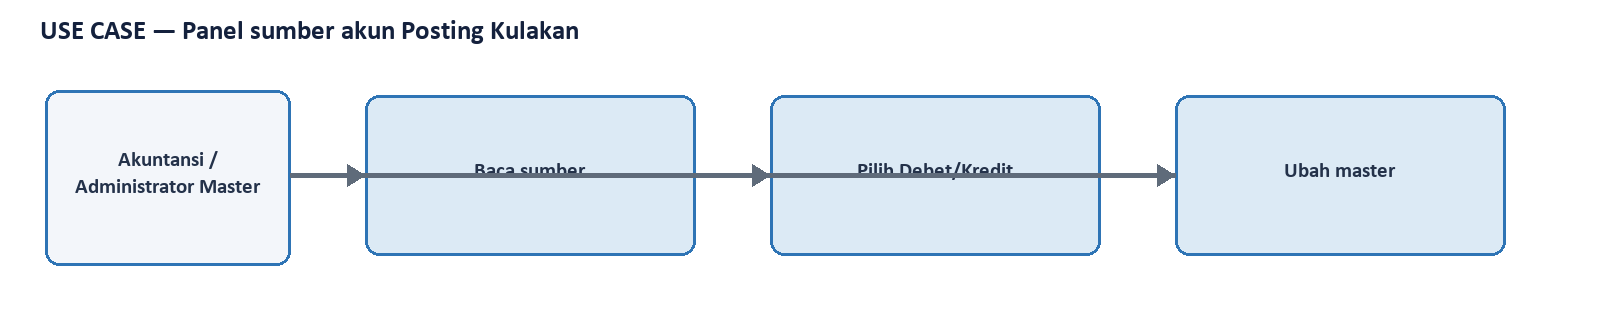 USE CASE — Panel sumber akun Posting Kulakan
Akuntansi /
Administrator Master
Baca sumber
Pilih Debet/Kredit
Ubah master